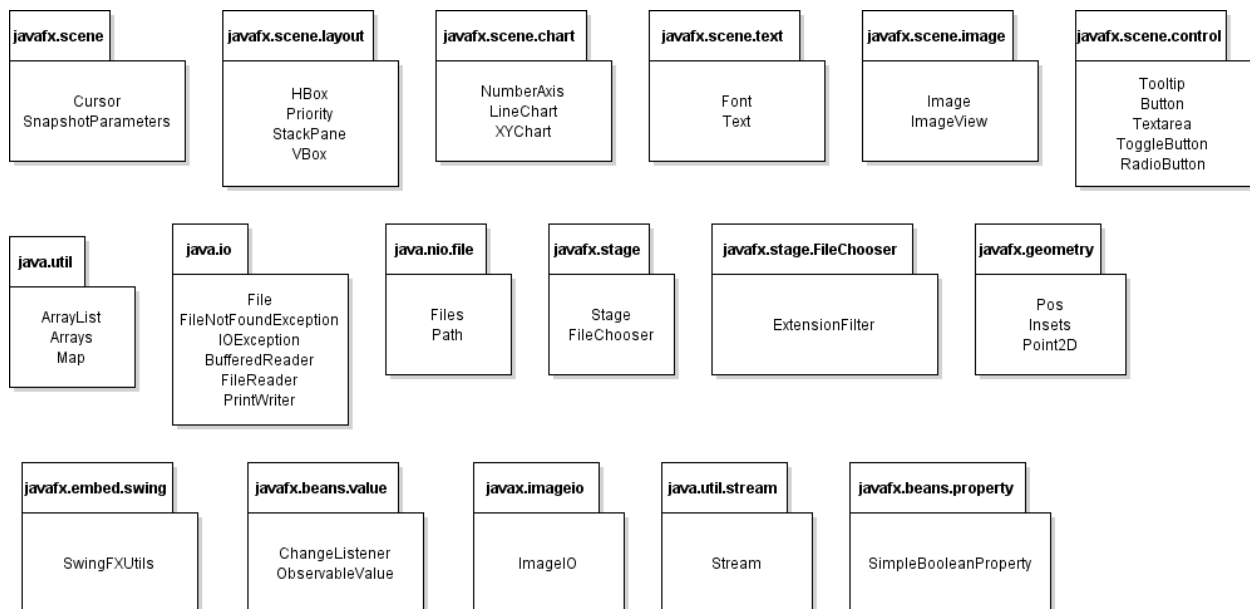 javafx.scene
Cursor
SnapshotParameters
javafx.scene.layout
HBox
Priority
StackPane
VBox
javafx.scene.chart
NumberAxis
LineChart
XYChart
javafx.scene.text
Font
Text
javafx.scene.image
Image
ImageView
javafx.scene.control
Tooltip
Button
Textarea
ToggleButton
RadioButton
java.util
ArrayList
Arrays
Map
java.io
File
FileNotFoundException
IOException
BufferedReader
FileReader
PrintWriter
java.nio.file
Files
Path
javafx.stage
Stage
FileChooser
javafx.stage.FileChooser
ExtensionFilter
javafx.geometry
Pos
Insets
Point2D
javafx.embed.swing
SwingFXUtils
javafx.beans.value
ChangeListener
ObservableValue
javax.imageio
ImageIO
java.util.stream
Stream
javafx.beans.property
SimpleBooleanProperty